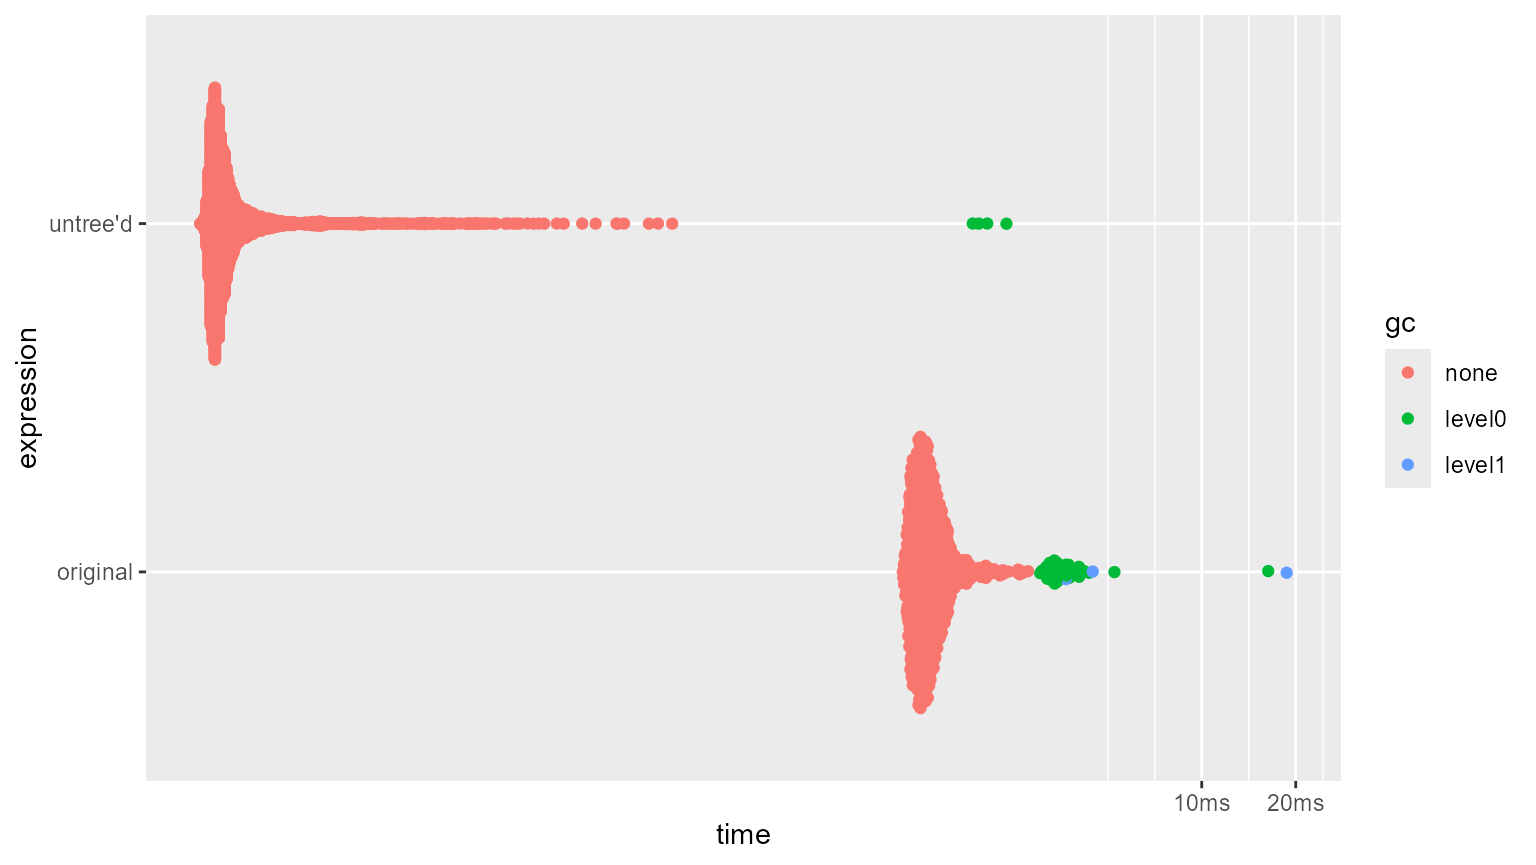 untree'd
original
expression
10ms
20ms
time
gc
none
level0
level1